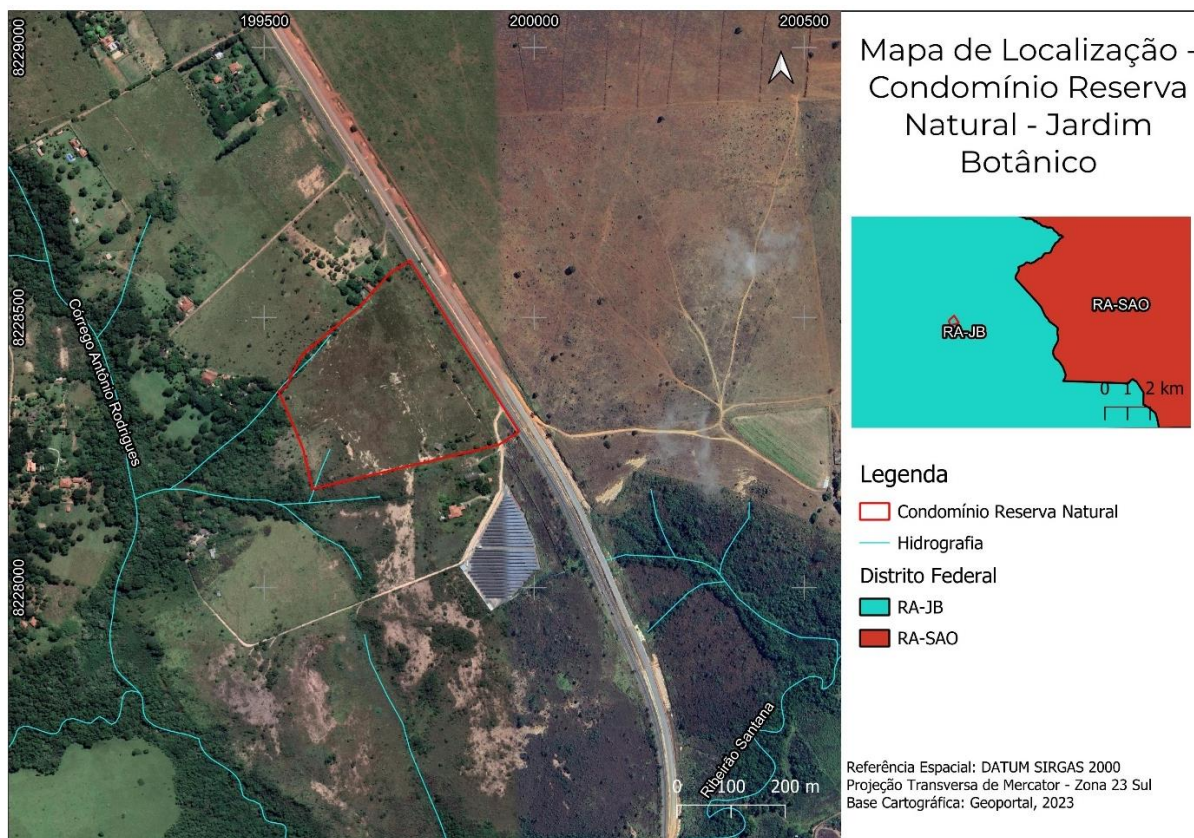 199500
200000
200500
8229000
8228500
8228000
Córrego Antônio Rodrigues
Ribeirão Santana
0 100 200 m
Mapa de Localização -
Condomínio Reserva
Natural - Jardim
Botânico
RA-SAO
RA-JB
0 1 2 km
Legenda
Condomínio Reserva Natural
Hidrografia
Distrito Federal
RA-JB
RA-SAO
Referência Espacial: DATUM SIRGAS 2000
Projeção Transversa de Mercator - Zona 23 Sul
Base Cartográfica: Geoportal, 2023